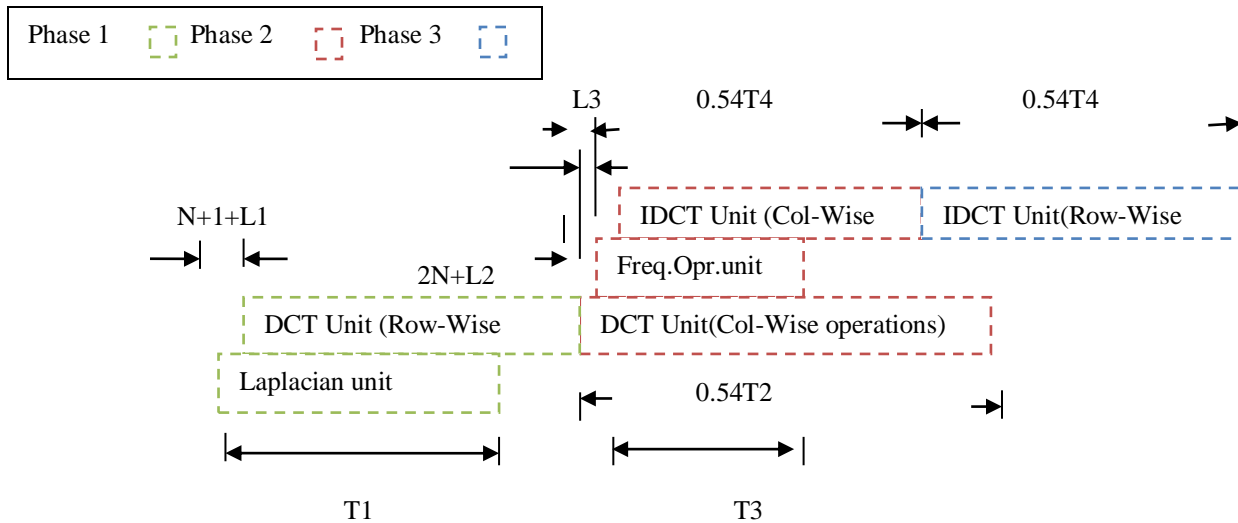 Phase 1 Phase 2 Phase 3
L3 0.54T4 0.54T4
N+1+L1
IDCT Unit (Col-Wise IDCT Unit(Row-Wise
Freq.Opr.unit
2N+L2
DCT Unit (Row-Wise DCT Unit(Col-Wise operations)
Laplacian unit
0.54T2
T1 T3